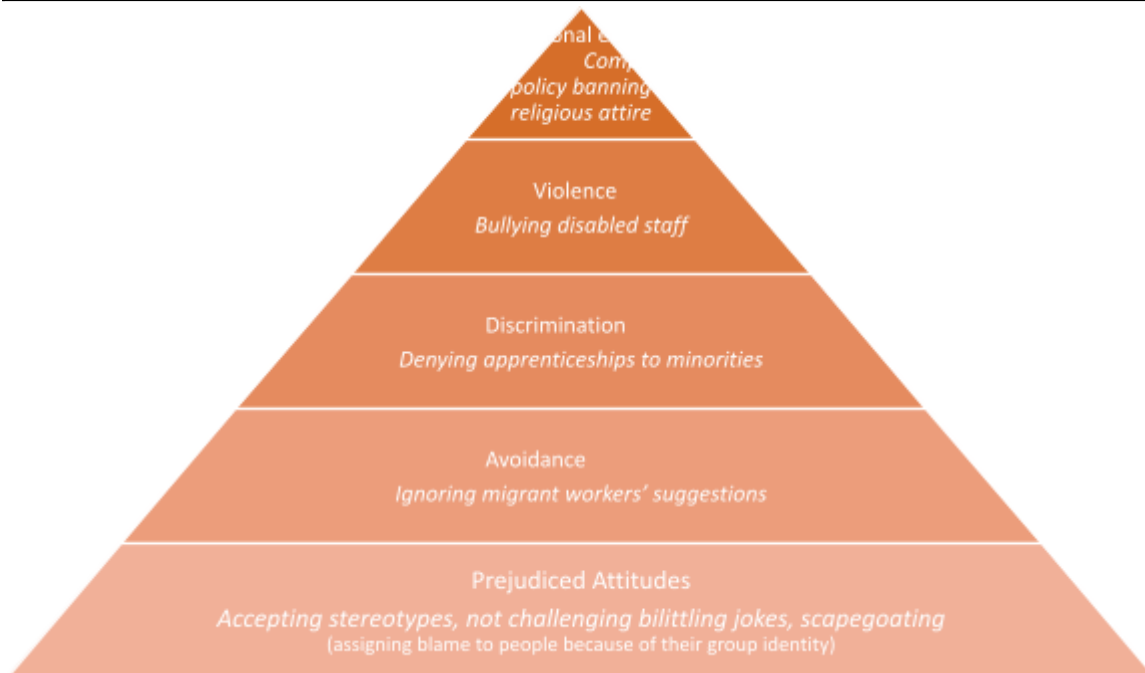 policy banning
religious attire
Violence
Bullying disabled staff
Discrimination
Denying apprenticeships to minorities
Avoidance
Ignoring migrant workers’ suggestions
Prejudiced Attitudes
Accepting stereotypes, not challenging bilittling jokes, scapegoating
(assigning blame to people because of their group identity)